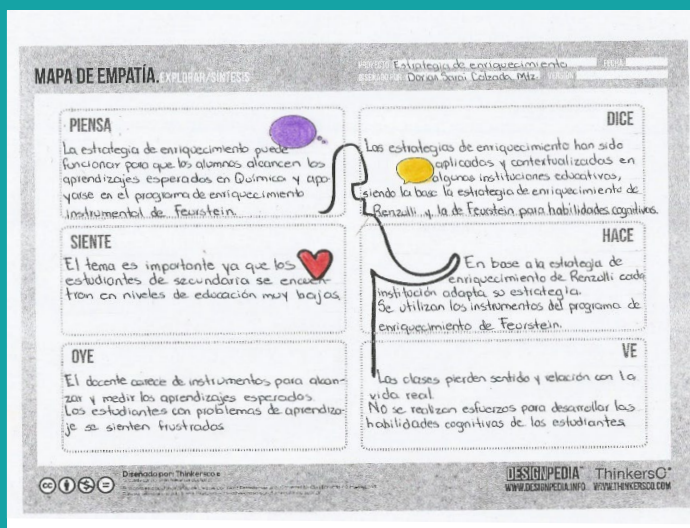 MAPA DE EMPATÍA. EXPLORAR/SÍNTESIS
PROYECTO Estrategia de enriquecimiento FECHA
DISEÑADO POR Dorian Sarai Calzada Mtz. VERSIÓN
PIENSA
La estrategia de enriquecimiento puede
funcionar para que los alumnos alcancen los
aprendizajes esperados en Química y apo-
yarse en el programa de enriquecimiento
instrumental de Feurstein.
DICE
Las estrategias de enriquecimiento han sido
aplicadas y contextualizadas en
algunas instituciones educativas,
siendo la base la estrategia de enriquecimiento de
Renzulli y la de Feurstein para habilidades cognitivas.
SIENTE
El tema es importante ya que los
estudiantes de secundaria se encuen-
tran en niveles de educación muy bajos.
HACE
En base a la estrategia de
enriquecimiento de Renzulli cada
institución adapta su estrategia.
Se utilizan los instrumentos del programa de
enriquecimiento de Feurstein.
OYE
El docente carece de instrumentos para alcan-
zar y medir los aprendizajes esperados.
Los estudiantes con problemas de aprendiza-
je se sienten frustrados
VE
Las clases pierden sentido y relación con la
vida real.
No se realizan esfuerzos para desarrollar las
habilidades cognitivas de los estudiantes
Diseñado por: Thinkersco.
DESIGNPEDIA ThinkersCo
WWW.DESIGNPEDIA.INFO WWW.THINKERSCO.COM